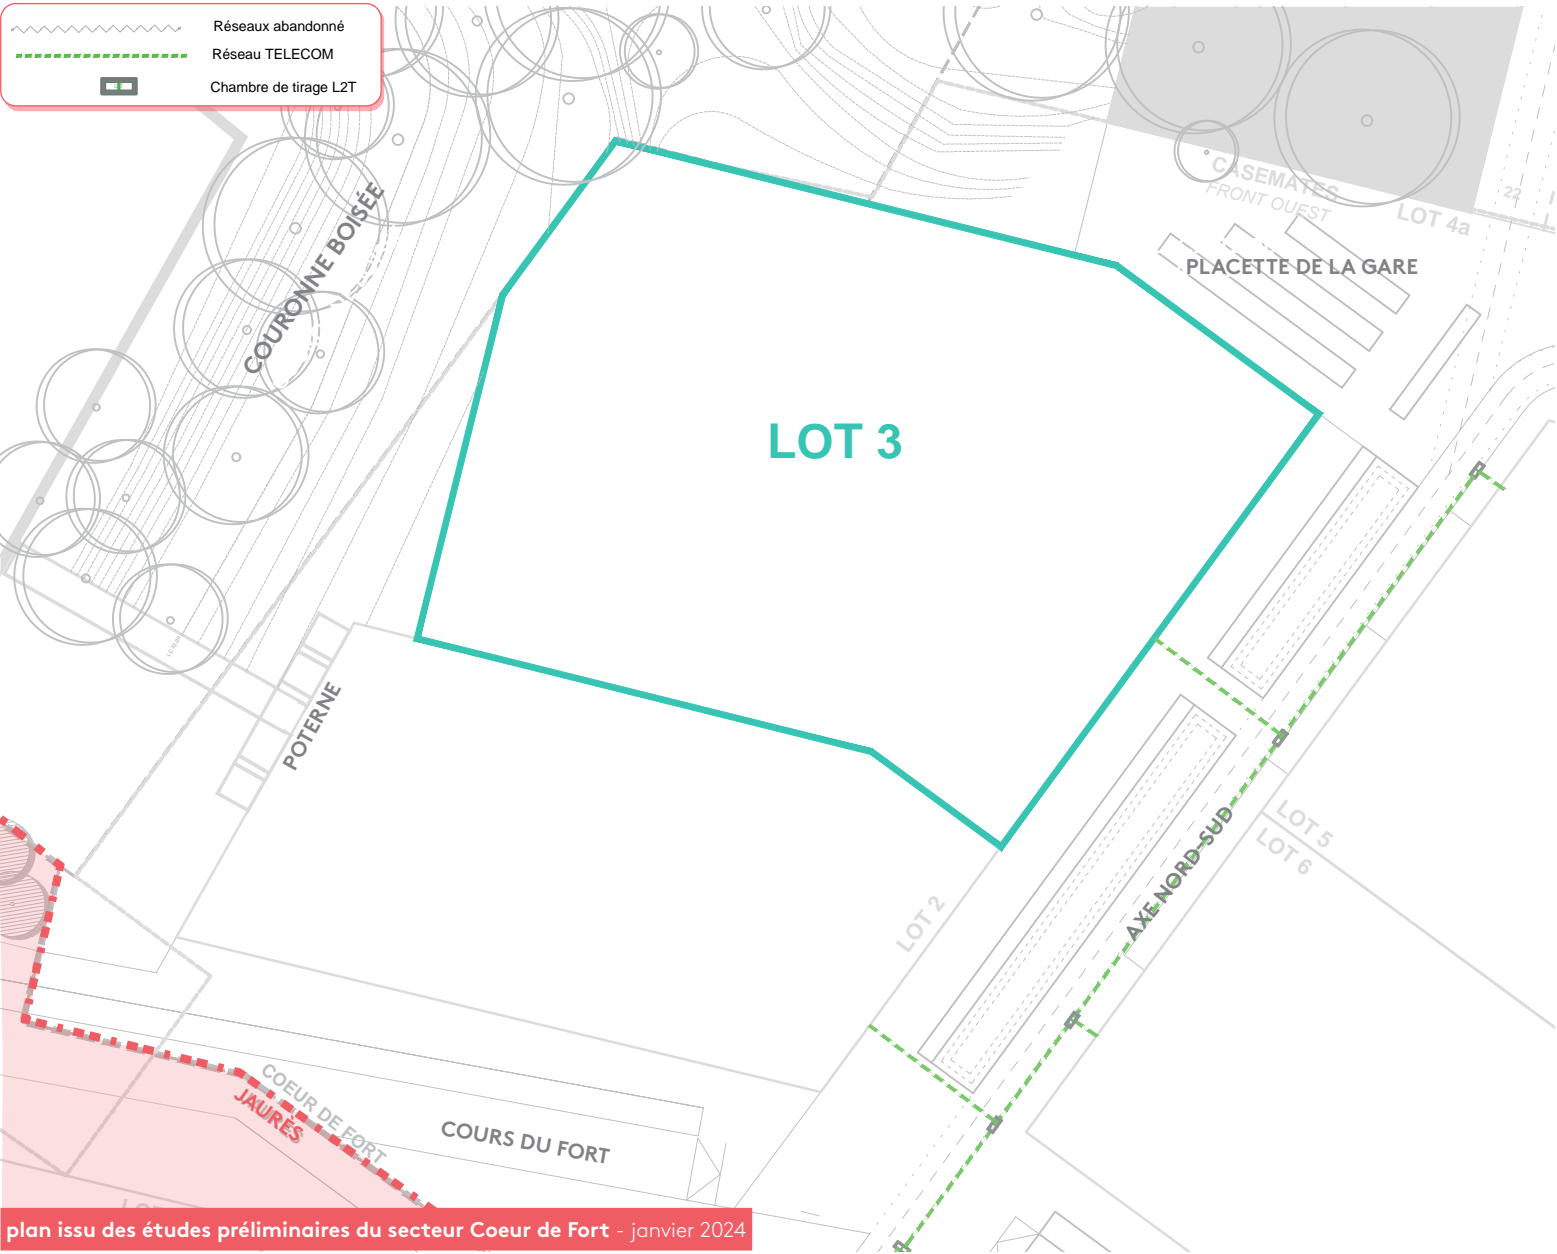 Réseaux abandonné
Réseau TELECOM
Chambre de tirage L2T
COURONNE BOISÉE
CASEMATES
FRONT OUEST
LOT 4a
22
PLACETTE DE LA GARE
LOT 3
POTERNE
LOT 5
LOT 6
AXE NORD-SUD
LOT 2
COEUR DE FORT
JAURÈS
COURS DU FORT
plan issu des études préliminaires du secteur Coeur de Fort - janvier 2024